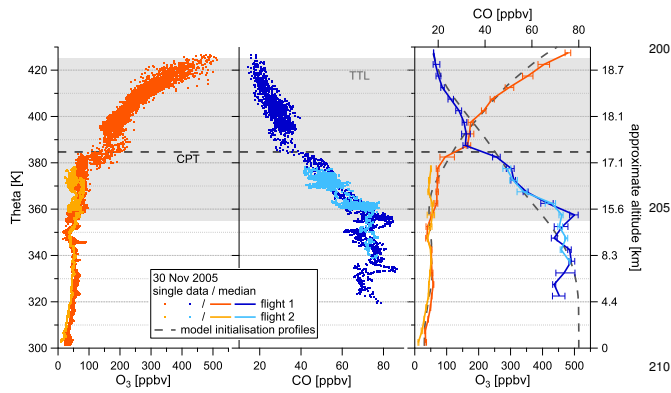 CO [ppbv]
20 40 60 80
200
420
400
380
360
340
320
300
Theta [K]
TTL
CPT
18.7
18.1
17.1
15.6
8.3
4.4
0
approximate altitude [km]
205
210
30 Nov 2005
single data / median
/ flight 1
/ flight 2
model initialisation profiles
0 100 200 300 400 500
O3 [ppbv]
20 40 60 80
CO [ppbv]
0 100 200 300 400 500
O3 [ppbv]